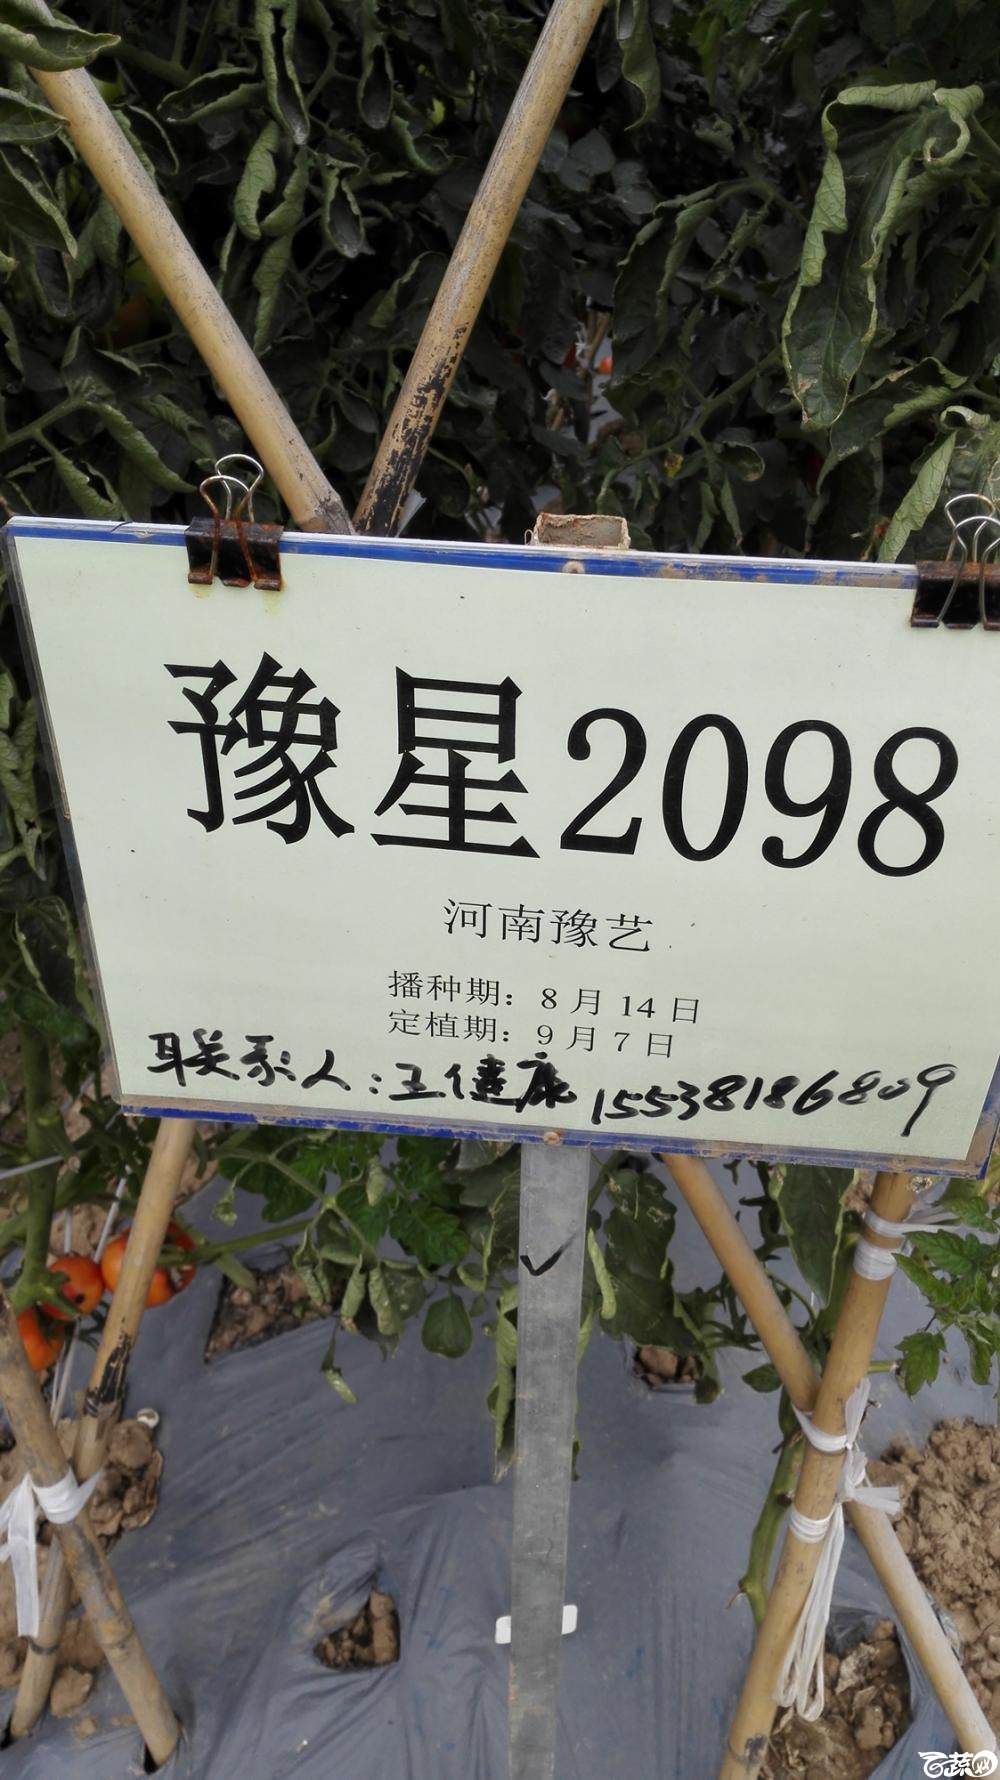 豫星2098
河南豫艺
播种期：8月14日
定植期：9月7日
联系人：王健康 15538186809
百蔬网